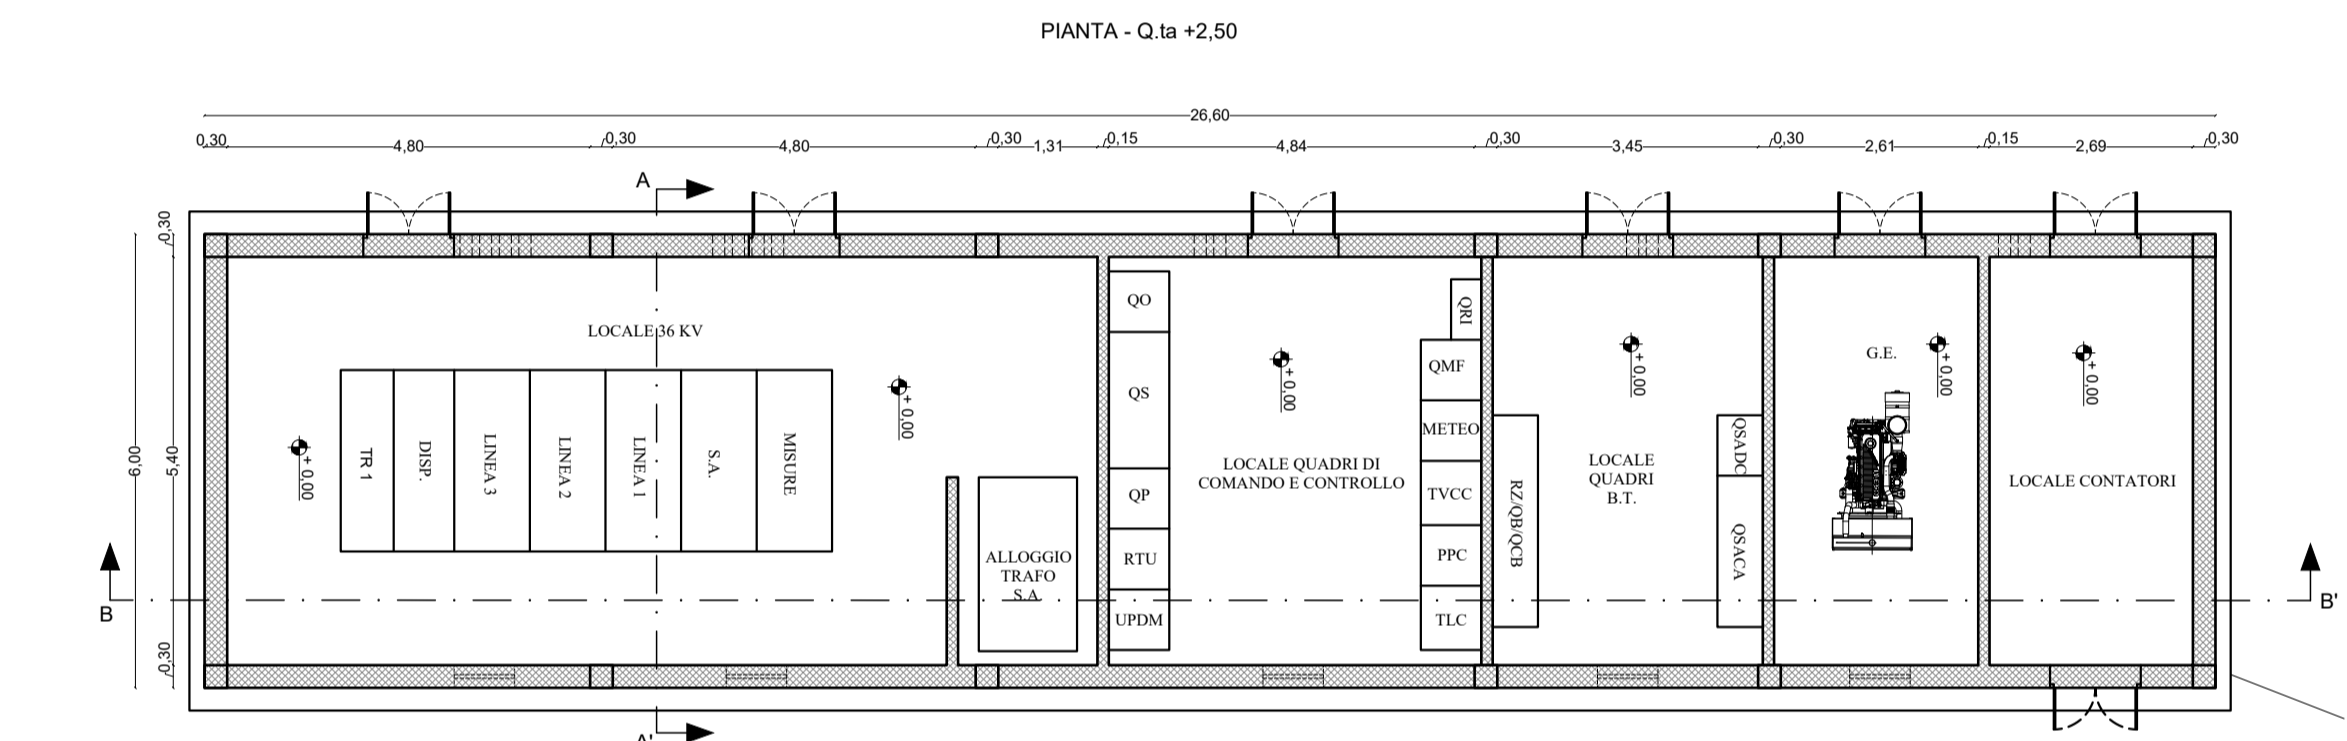 PIANTA - Q.ta +2,50
26,60
0,30
4,80
0,30
4,80
0,30
1,31
0,15
4,84
0,30
3,45
0,30
2,61
0,15
2,69
0,30
A
0,30
6,00
5,40
0,30
LOCALE 36 KV
+ 0,00
TR 1
DISP.
LINEA 3
LINEA 2
LINEA 1
S.A.
MISURE
+ 0,00
ALLOGGIO
TRAFO
S.A.
QO
QS
QP
RTU
UPDM
+ 0,00
LOCALE QUADRI DI
COMANDO E CONTROLLO
QRI
QMF
METEO
TVCC
PPC
TLC
RZ/QB/QCB
+ 0,00
LOCALE
QUADRI
B.T.
QSADC
QSACA
G.E.
+ 0,00
+ 0,00
LOCALE CONTATORI
B
B'
A'